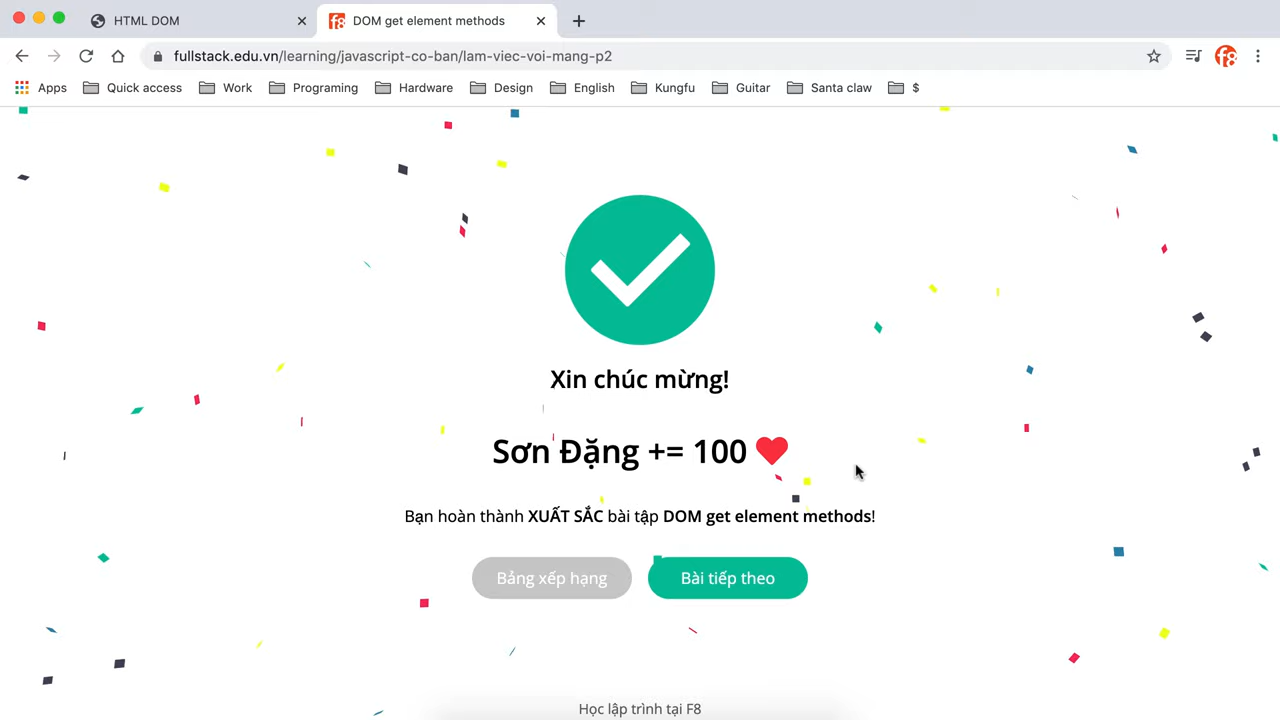 HTML DOM
f8 DOM get element methods
fullstack.edu.vn/learning/javascript-co-ban/lam-viec-voi-mang-p2
f8
Apps Quick access Work Programing Hardware Design English Kungfu Guitar Santa claw $
Xin chúc mừng!
Sơn Đặng += 100
Bạn hoàn thành XUẤT SẮC bài tập DOM get element methods!
Bảng xếp hạng Bài tiếp theo
Học lập trình tại F8